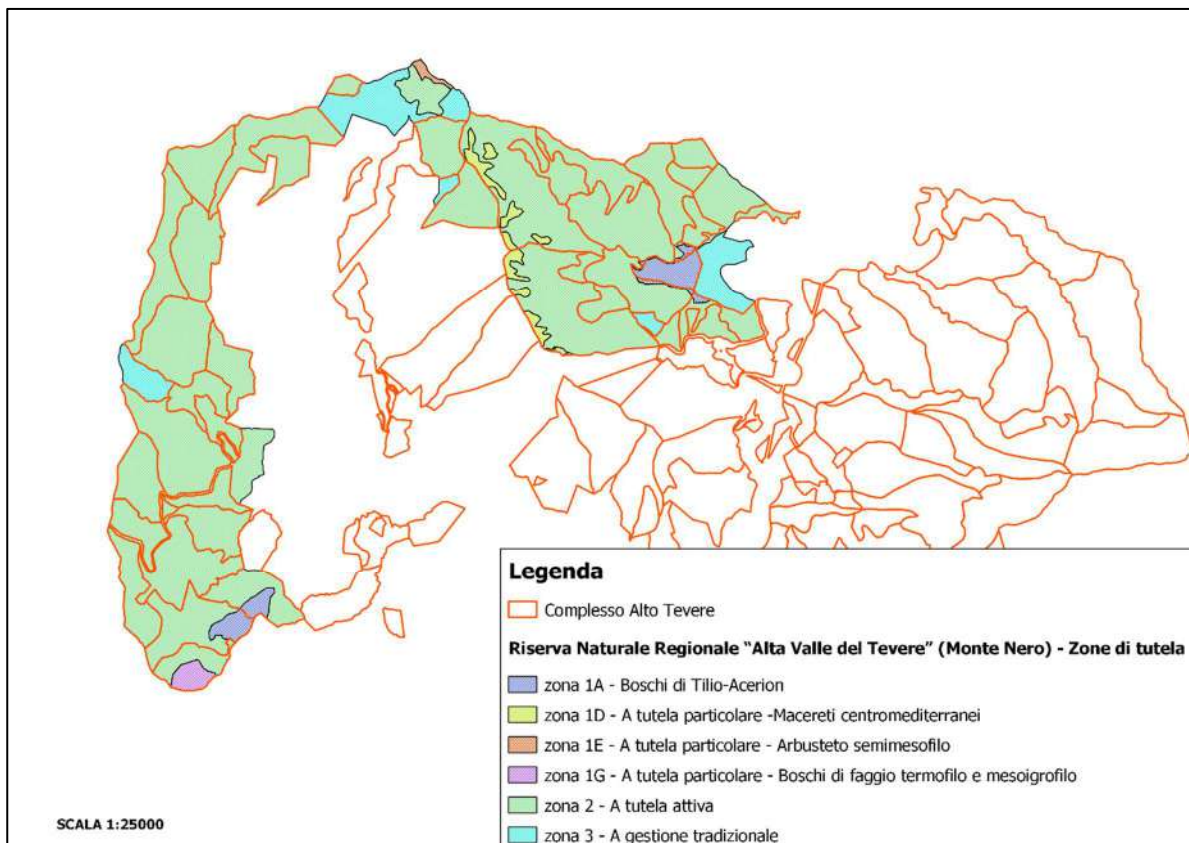 Legenda
Complesso Alto Tevere
Riserva Naturale Regionale "Alta Valle del Tevere" (Monte Nero) - Zone di tutela
zona 1A - Boschi di Tilio-Acerion
zona 1D - A tutela particolare -Macereti centromediterranei
zona 1E - A tutela particolare - Arbusteto semimesofilo
zona 1G - A tutela particolare - Boschi di faggio termofilo e mesoigrofilo
zona 2 - A tutela attiva
zona 3 - A gestione tradizionale
SCALA 1:25000